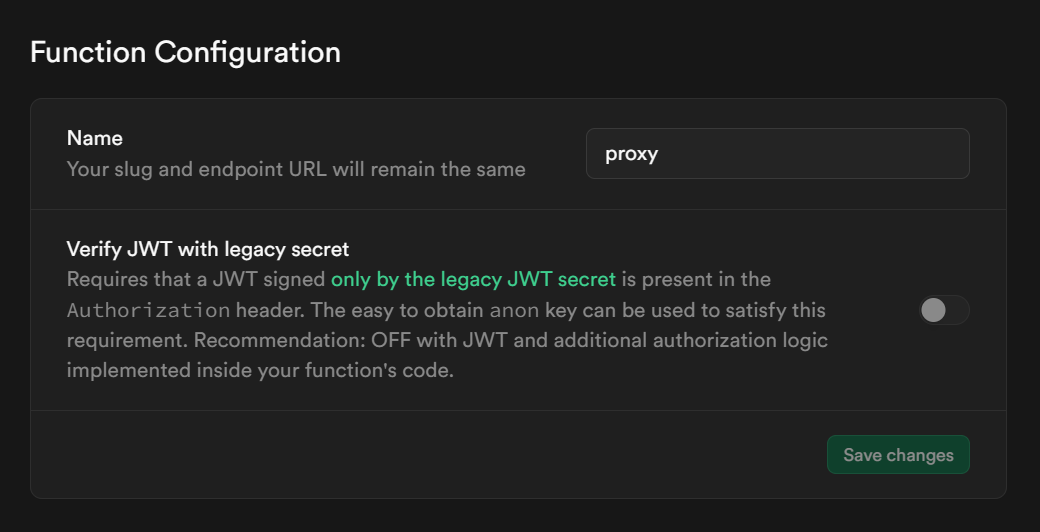 Function Configuration
Name
Your slug and endpoint URL will remain the same
proxy
Verify JWT with legacy secret
Requires that a JWT signed only by the legacy JWT secret is present in the
Authorization header. The easy to obtain anon key can be used to satisfy this
requirement. Recommendation: OFF with JWT and additional authorization logic
implemented inside your function's code.
Save changes